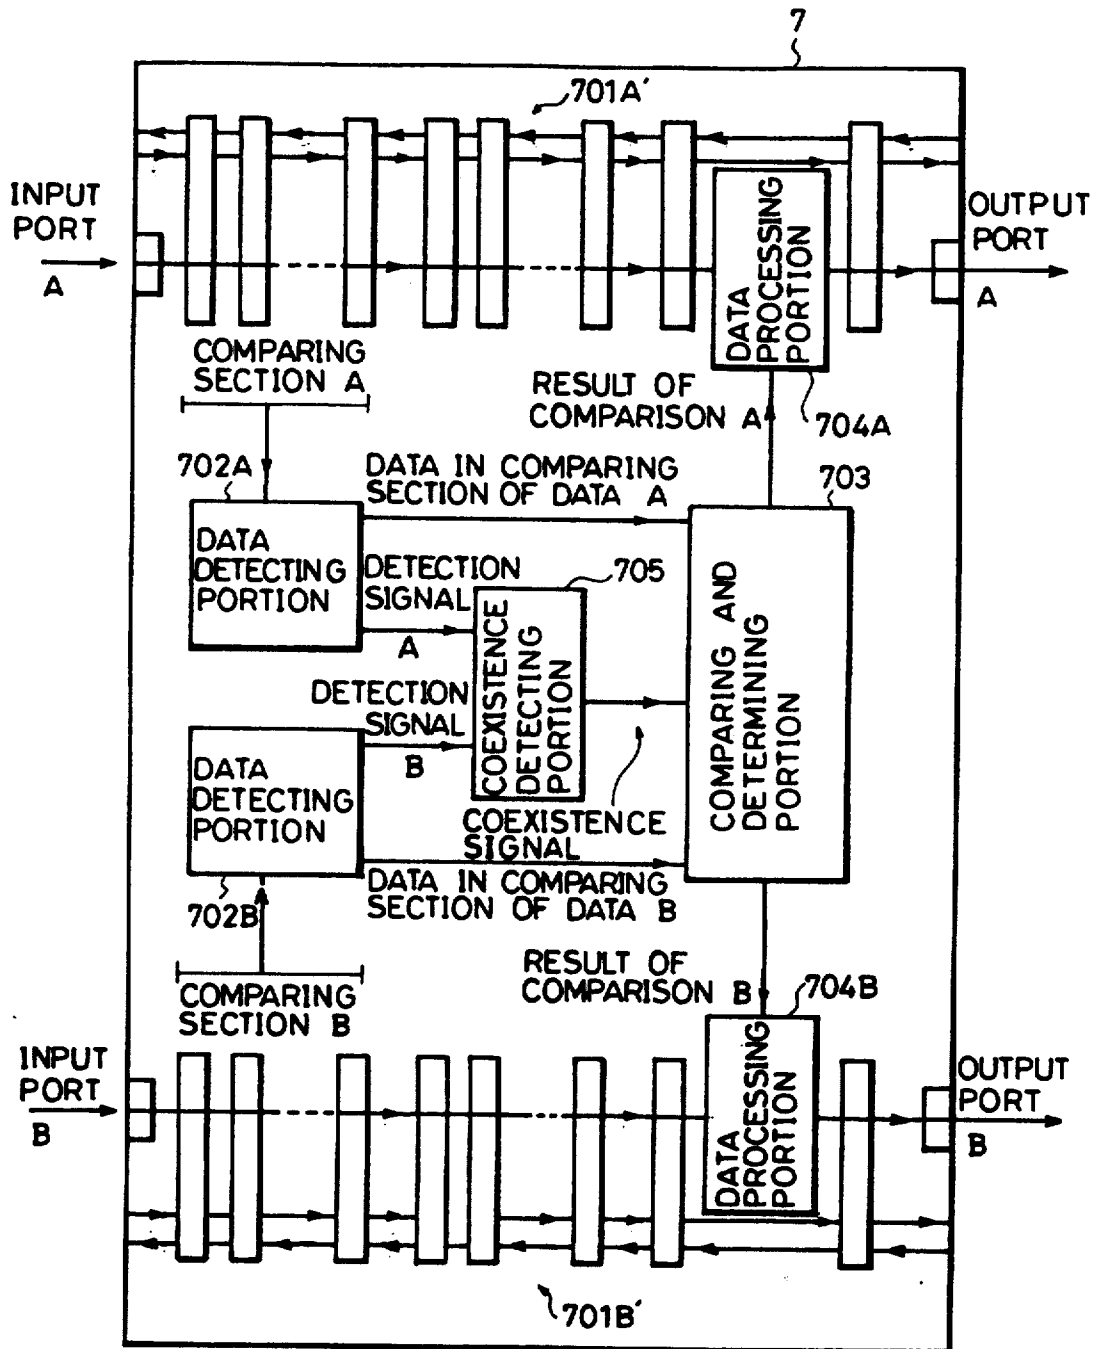 7
701A'
INPUT
PORT
A
OUTPUT
PORT
A
DATA
PROCESSING
PORTION
COMPARING
SECTION A
RESULT OF
COMPARISON A
704A
702A
DATA IN COMPARING
SECTION OF DATA A
703
DATA
DETECTING
PORTION
DETECTION
SIGNAL
A
705
COEXISTENCE
DETECTING
PORTION
COMPARING AND
DETERMINING
PORTION
DETECTION
SIGNAL
B
DATA
DETECTING
PORTION
COEXISTENCE
SIGNAL
DATA IN COMPARING
SECTION OF DATA B
702B
RESULT OF
COMPARISON B
704B
COMPARING
SECTION B
INPUT
PORT
B
DATA
PROCESSING
PORTION
OUTPUT
PORT
B
701B'